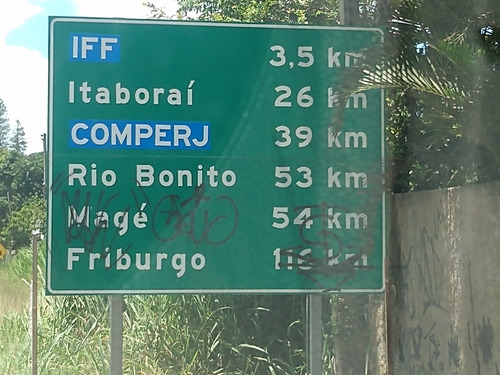 IFF 3,5 km
Itaboraí 26 km
COMPERJ 39 km
Rio Bonito 53 km
Magé 54 km
Friburgo 116 km